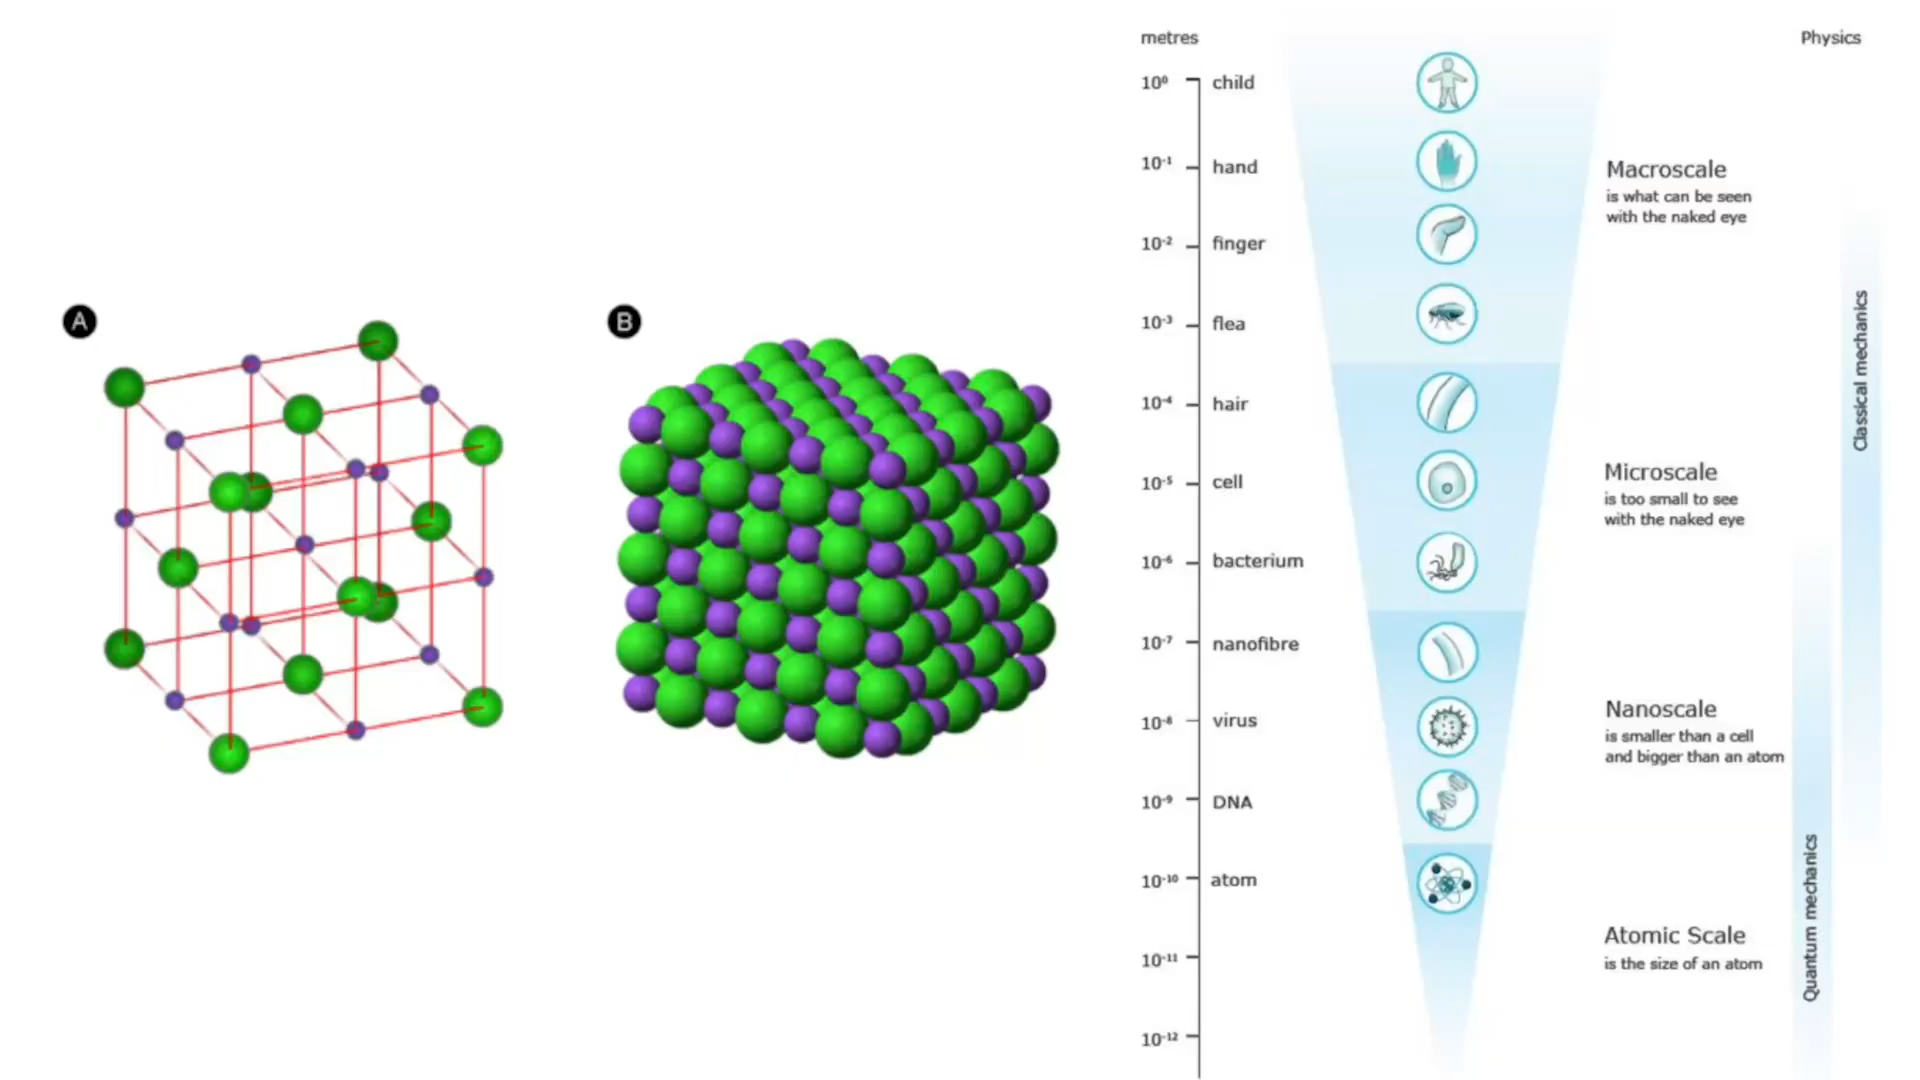 A
B
metres
Physics
10⁰ child
10⁻¹ hand
10⁻² finger
10⁻³ flea
10⁻⁴ hair
10⁻⁵ cell
10⁻⁶ bacterium
10⁻⁷ nanofibre
10⁻⁸ virus
10⁻⁹ DNA
10⁻¹⁰ atom
10⁻¹¹
10⁻¹²
Macroscale
is what can be seen
with the naked eye
Microscale
is too small to see
with the naked eye
Nanoscale
is smaller than a cell
and bigger than an atom
Atomic Scale
is the size of an atom
Classical mechanics
Quantum mechanics